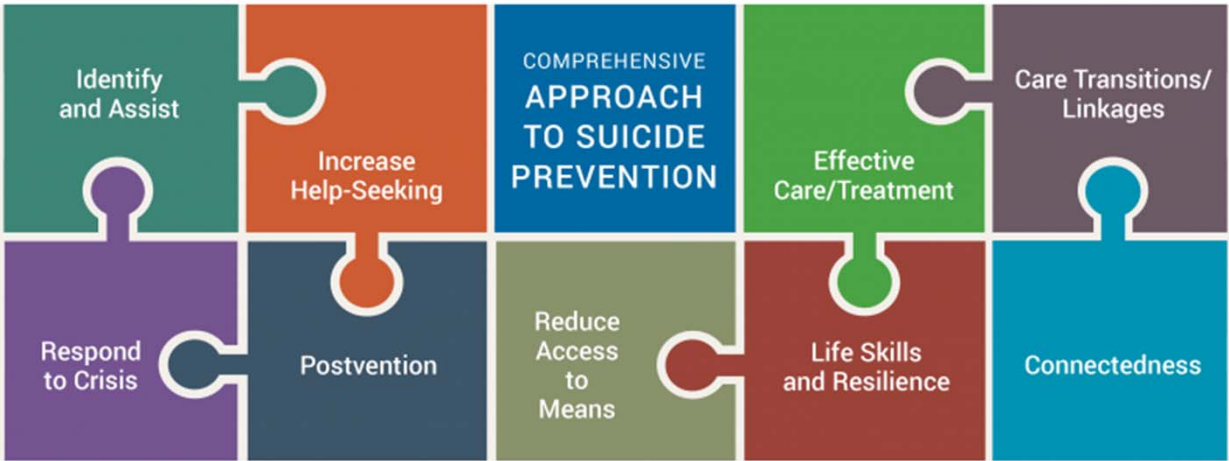 Identify
and Assist
Increase
Help-Seeking
COMPREHENSIVE
APPROACH
TO SUICIDE
PREVENTION
Effective
Care/Treatment
Care Transitions/
Linkages
Respond
to Crisis
Postvention
Reduce
Access
to
Means
Life Skills
and Resilience
Connectedness